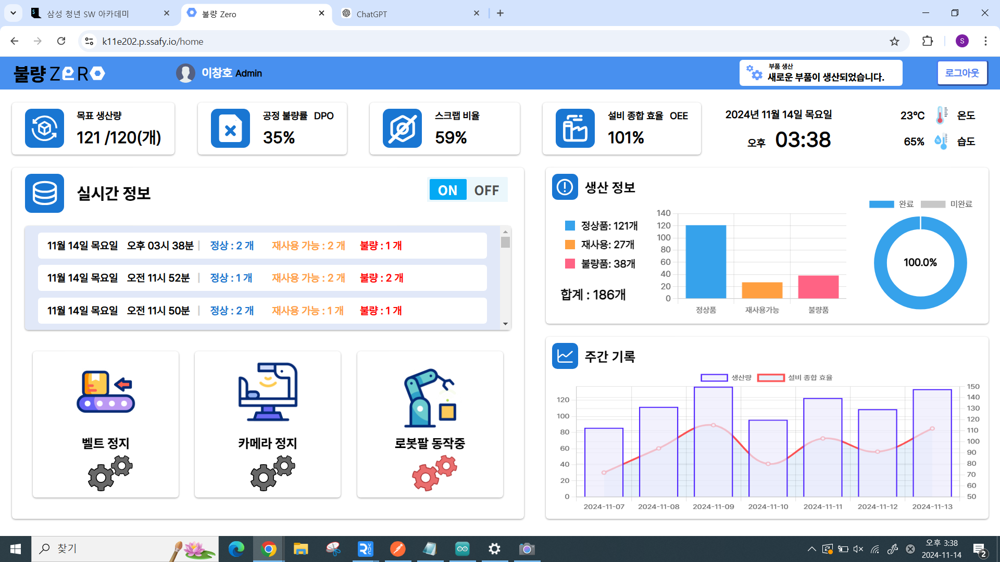 삼성 청년 SW 아카데미
불량 Zero
ChatGPT
k11e202.p.ssafy.io/home
S
불량 ZERO
이창호 Admin
부품 생산
새로운 부품이 생산되었습니다.
로그아웃
목표 생산량
121 /120(개)
공정 불량률 DPO
35%
스크랩 비율
59%
설비 종합 효율 OEE
101%
2024년 11월 14일 목요일
오후 03:38
23°C 온도
65% 습도
실시간 정보
ON OFF
11월 14일 목요일 오후 03시 38분 | 정상 : 2 개 재사용 가능 : 2 개 불량 : 1 개
11월 14일 목요일 오전 11시 52분 | 정상 : 1 개 재사용 가능 : 2 개 불량 : 2 개
11월 14일 목요일 오전 11시 50분 | 정상 : 2 개 재사용 가능 : 1 개 불량 : 1 개
벨트 정지
카메라 정지
로봇팔 동작중
생산 정보
정상품: 121개
재사용: 27개
불량품: 38개
합계 : 186개
140
120
100
80
60
40
20
0
정상품 재사용가능 불량품
완료 미완료
100.0%
주간 기록
생산량 설비 종합 효율
120
100
80
60
40
20
0
150
140
130
120
110
100
90
80
70
60
50
2024-11-07 2024-11-08 2024-11-09 2024-11-10 2024-11-11 2024-11-12 2024-11-13
찾기
오후 3:38
2024-11-14
2